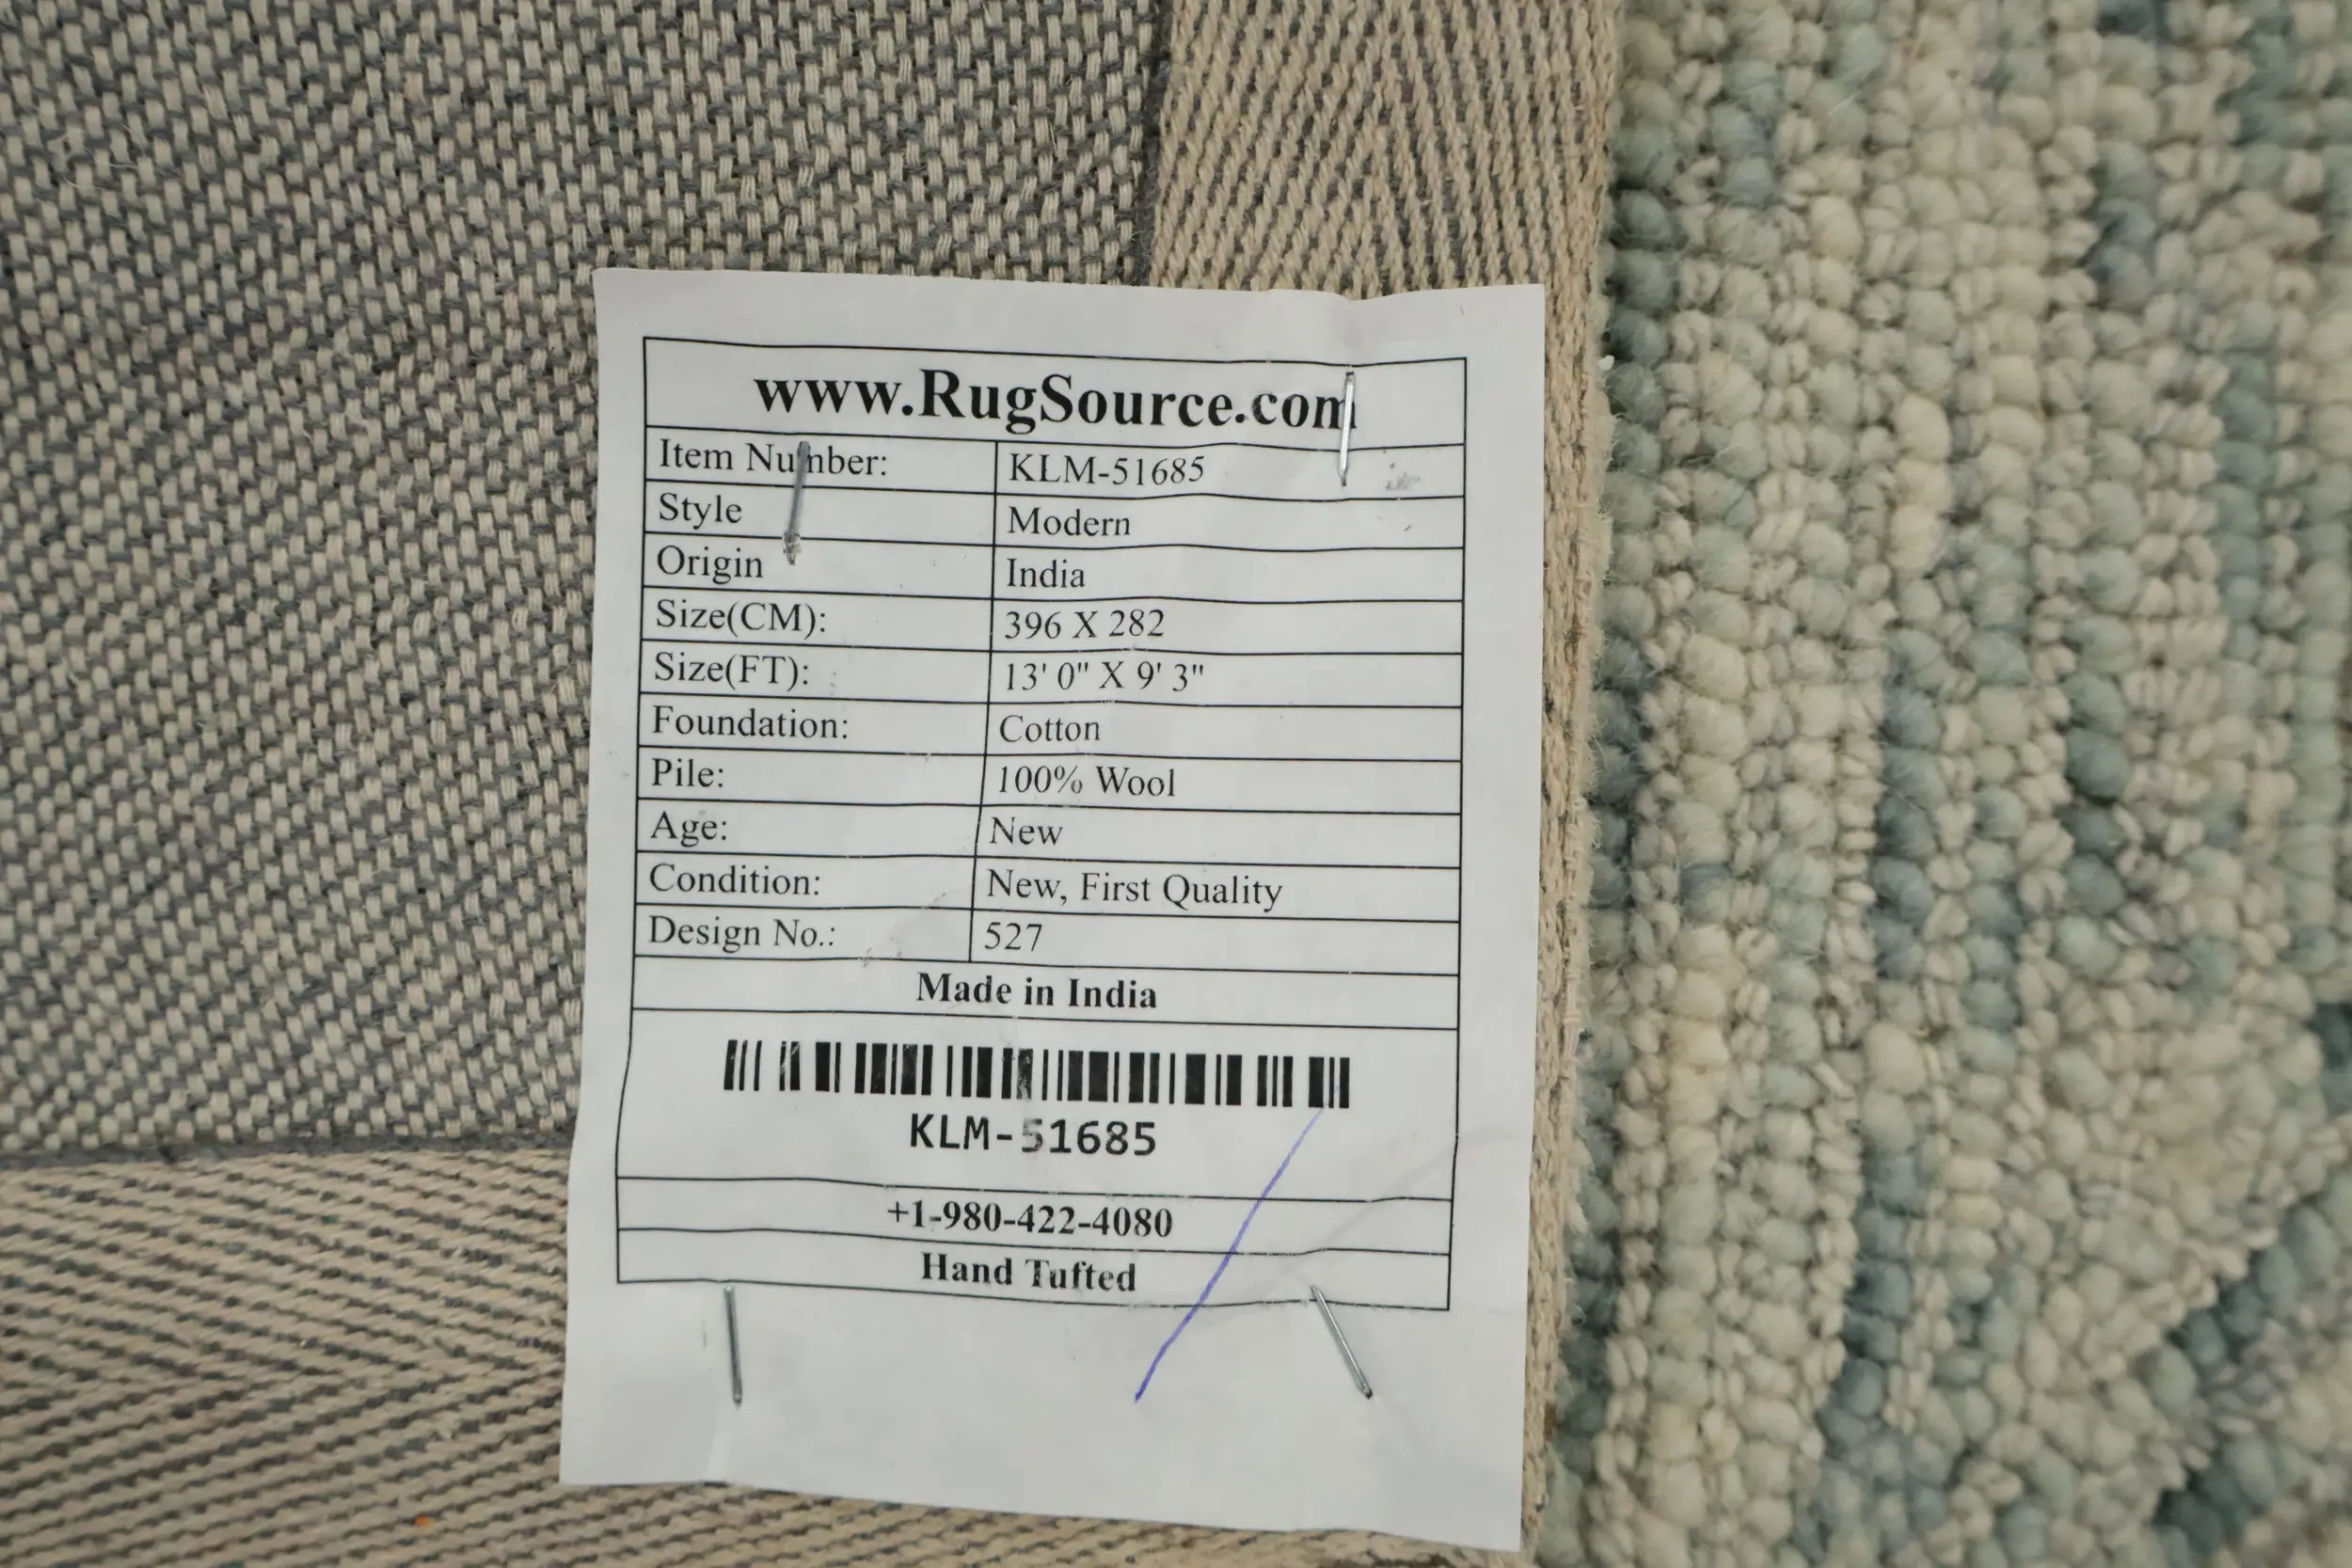 www.RugSource.com
Item Number: KLM-51685
Style Modern
Origin India
Size(CM): 396 X 282
Size(FT): 13' 0" X 9' 3"
Foundation: Cotton
Pile: 100% Wool
Age: New
Condition: New, First Quality
Design No.: 527
Made in India
KLM-51685
+1-980-422-4080
Hand Tufted